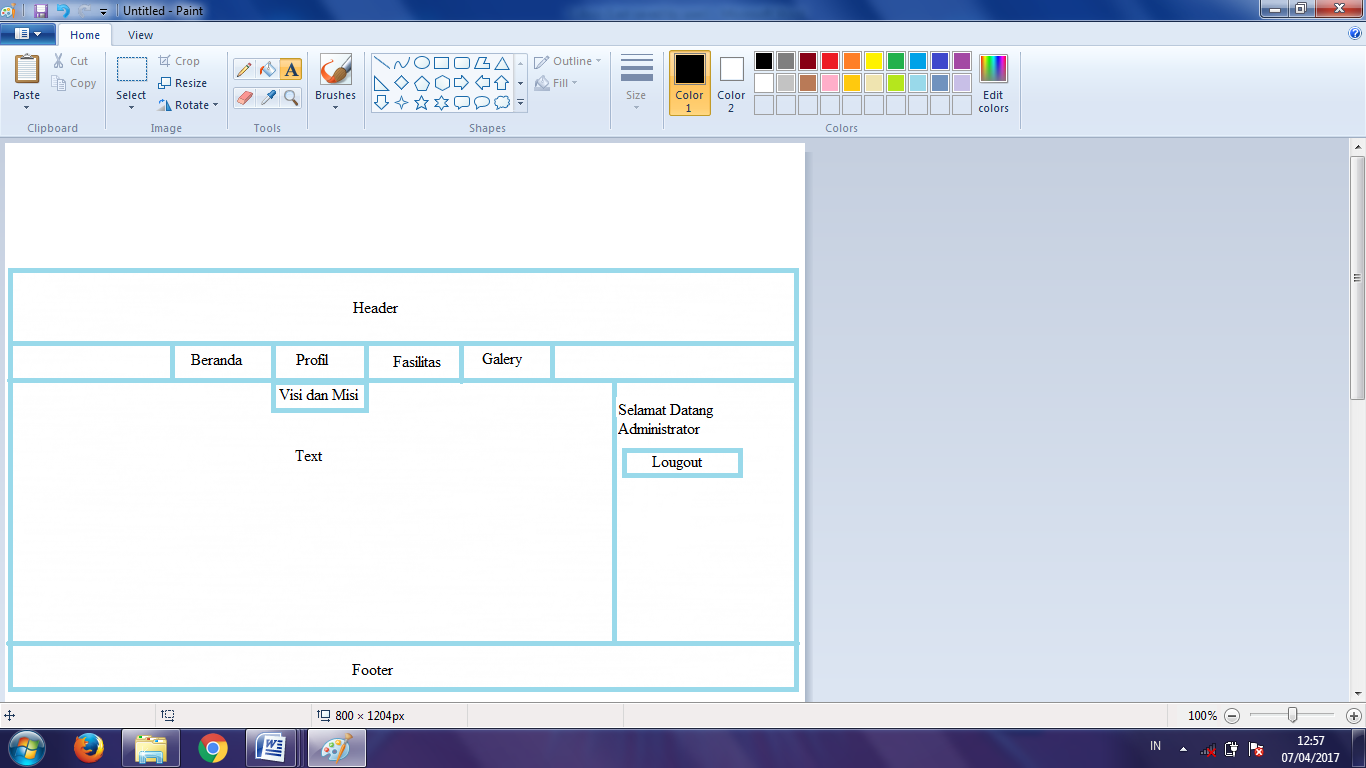 Untitled - Paint
Home View
Paste
Cut
Copy
Clipboard
Select
Crop
Resize
Rotate
Image
A
Tools
Brushes
Outline
Fill
Shapes
Size
Color
1
Color
2
Edit
colors
Colors
Header
Beranda Profil Fasilitas Galery
Visi dan Misi
Selamat Datang
Administrator
Text
Lougout
Footer
800 × 1204px
100%
IN
12:57
07/04/2017